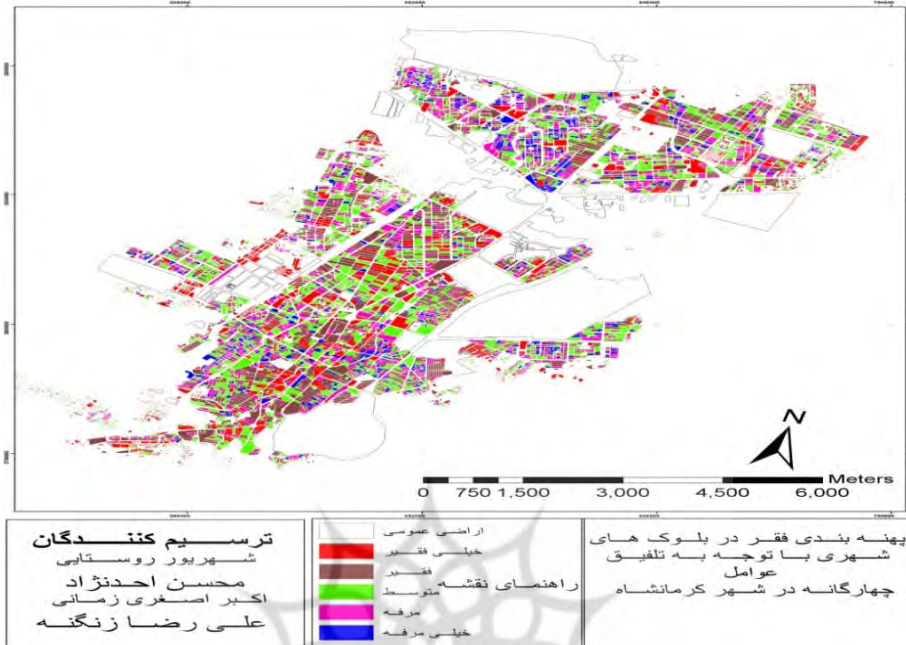 N
Meters
0 750 1,500 3,000 4,500 6,000
پهنه بندی فقر در بلوک های
شهری با توجه به تلفیق
عوامل
چهارگانه در شهر کرمانشاه
راهنمای نقشه
اراضی عمومی
خیلی فقیر
فقیر
متوسط
مرفه
خیلی مرفه
ترسیم کنندگان
شهریور روستایی
محسن احدنژاد
اکبر اصغری زمانی
علی رضا زنگنه